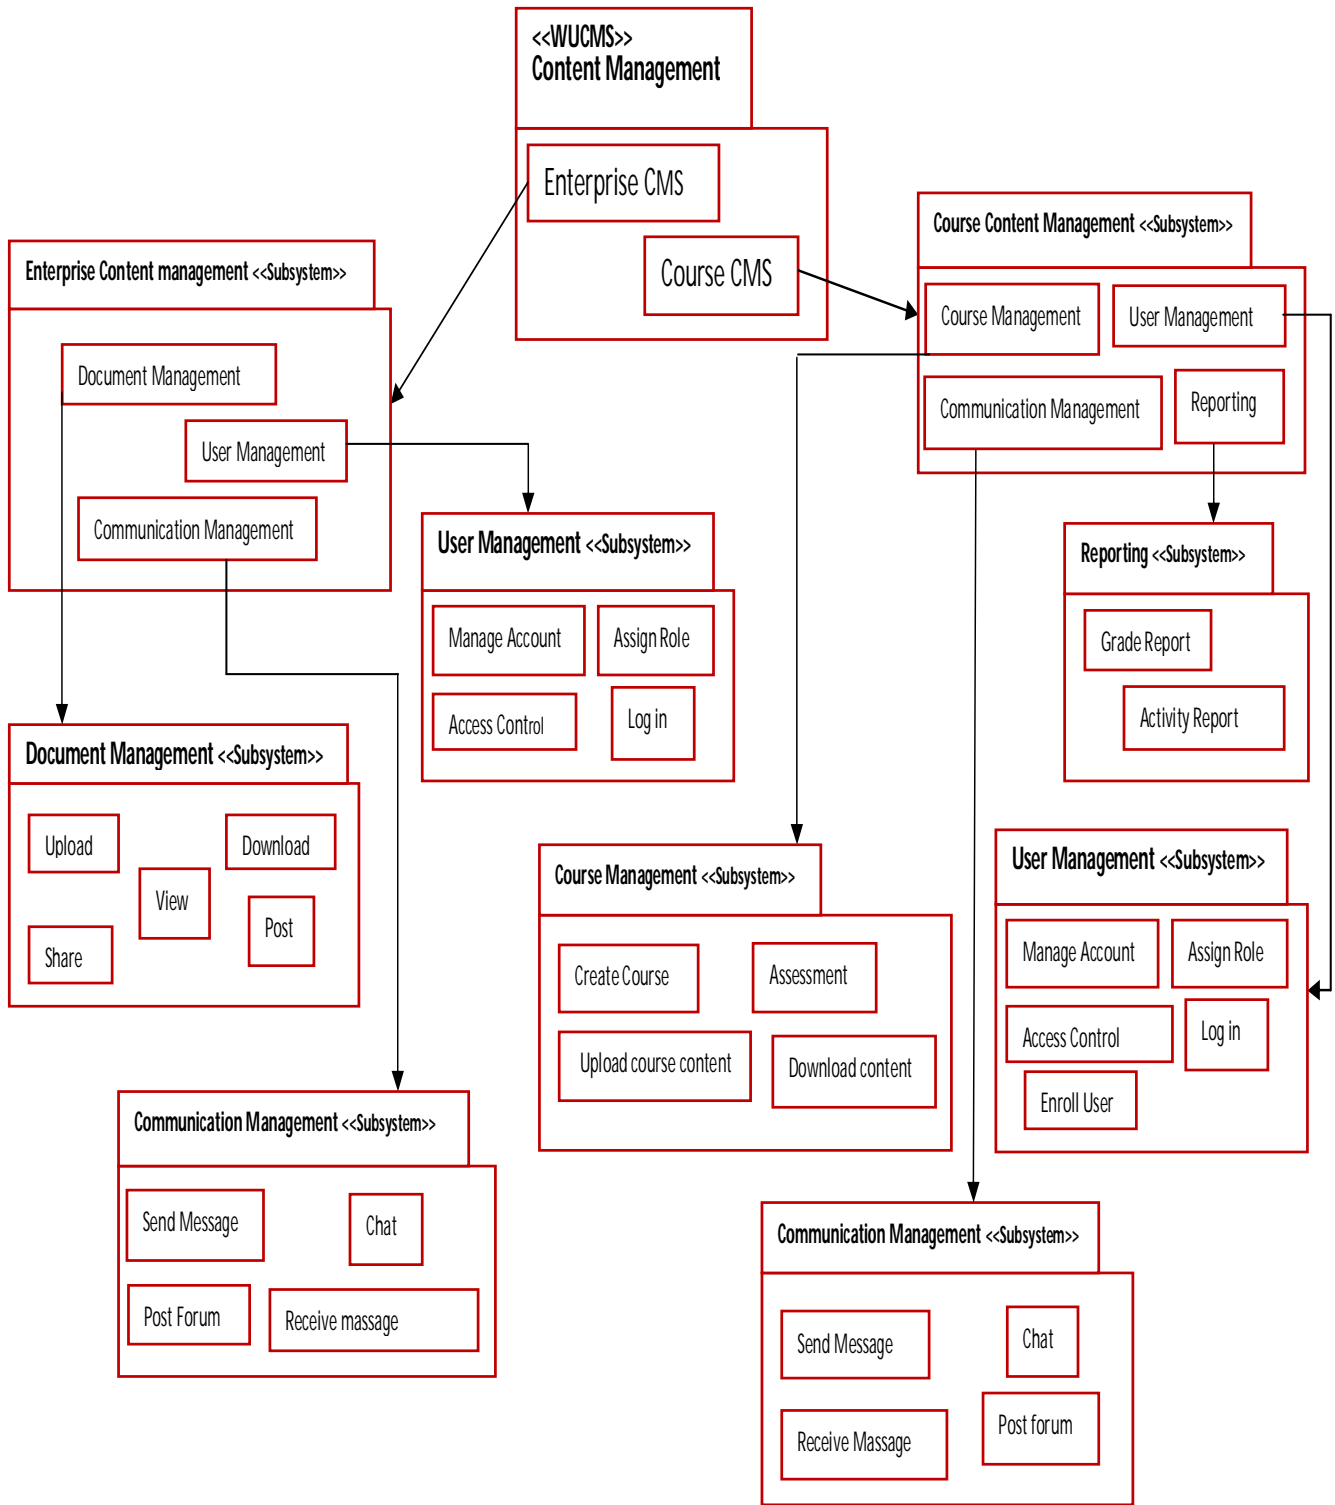 <<WUCMS>>
Content Management
Enterprise CMS
Course CMS
Enterprise Content management <<Subsystem>>
Document Management
User Management
Communication Management
Course Content Management <<Subsystem>>
Course Management
User Management
Communication Management
Reporting
User Management <<Subsystem>>
Manage Account
Assign Role
Access Control
Log in
Reporting <<Subsystem>>
Grade Report
Activity Report
Document Management <<Subsystem>>
Upload
Download
View
Post
Share
Course Management <<Subsystem>>
Create Course
Assessment
Upload course content
Download content
User Management <<Subsystem>>
Manage Account
Assign Role
Access Control
Log in
Enroll User
Communication Management <<Subsystem>>
Send Message
Chat
Post Forum
Receive massage
Communication Management <<Subsystem>>
Send Message
Chat
Receive Massage
Post forum